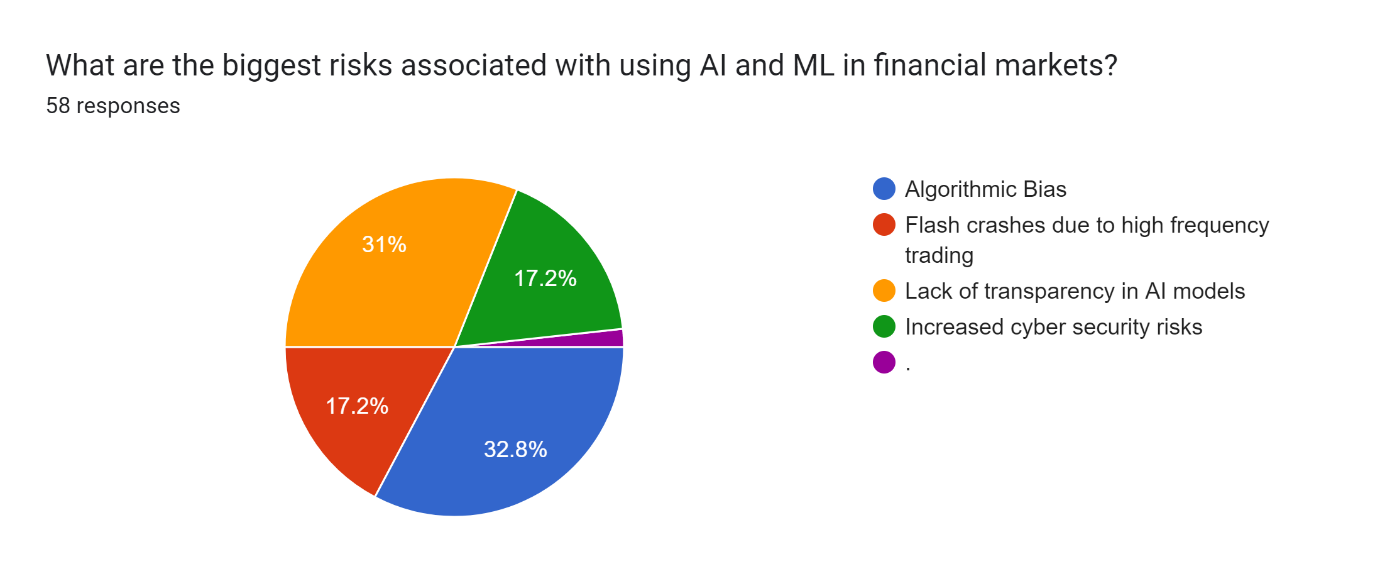 What are the biggest risks associated with using AI and ML in financial markets?
58 responses
31%
17.2%
17.2%
32.8%
Algorithmic Bias
Flash crashes due to high frequency
trading
Lack of transparency in AI models
Increased cyber security risks
.